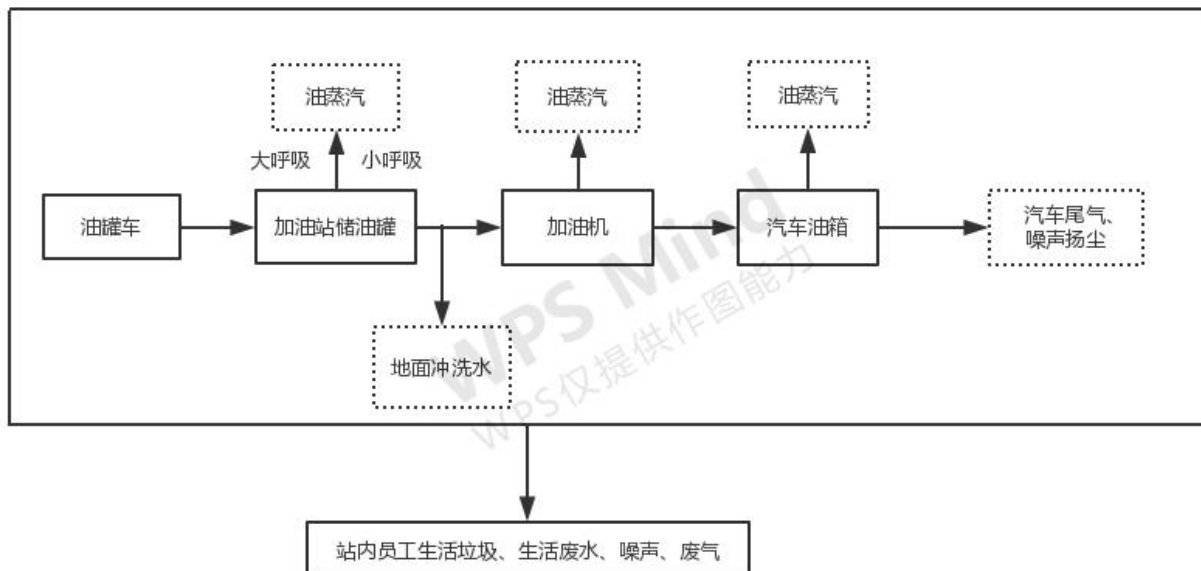 油蒸汽
油蒸汽
油蒸汽
大呼吸
小呼吸
油罐车
加油站储油罐
加油机
汽车油箱
汽车尾气、
噪声扬尘
地面冲洗水
WPS Mind
WPS仅提供作图能力
站内员工生活垃圾、生活废水、噪声、废气